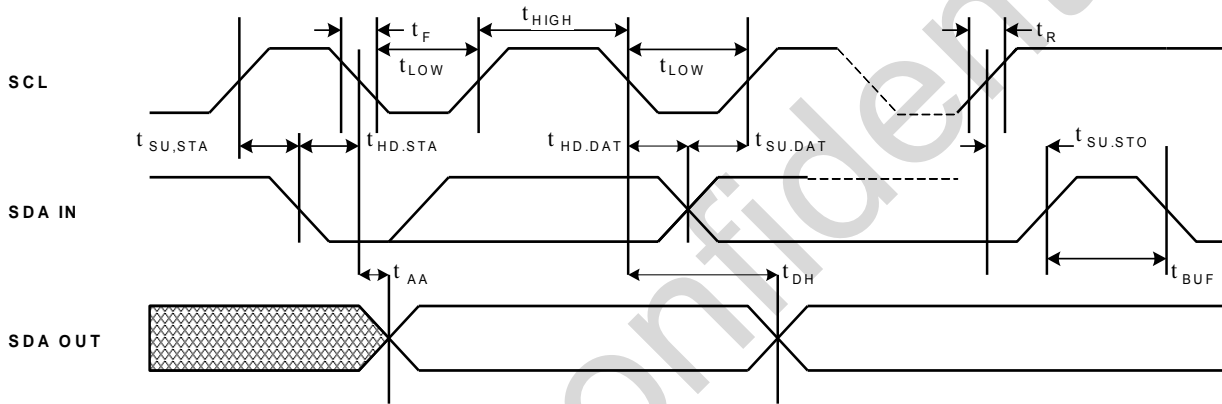 tHIGH
tF
tR
tLOW
tLOW
SCL
tSU,STA
tHD.STA
tHD.DAT
tSU.DAT
tSU.STO
SDA IN
tAA
tDH
tBUF
SDA OUT